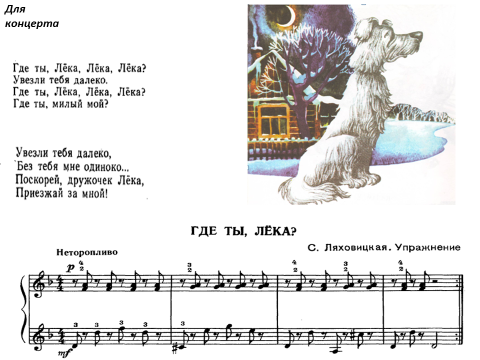 Для
концерта
Где ты, Лёка, Лёка, Лёка?
Увезли тебя далеко.
Где ты, Лёка, Лёка, Лёка?
Где ты, милый мой?
Увезли тебя далеко,
Без тебя мне одиноко...
Поскорей, дружочек Лёка,
Приезжай за мной!
ГДЕ ТЫ, ЛЁКА?
Неторопливо
С. Ляховицкая. Упражнение
p
mf